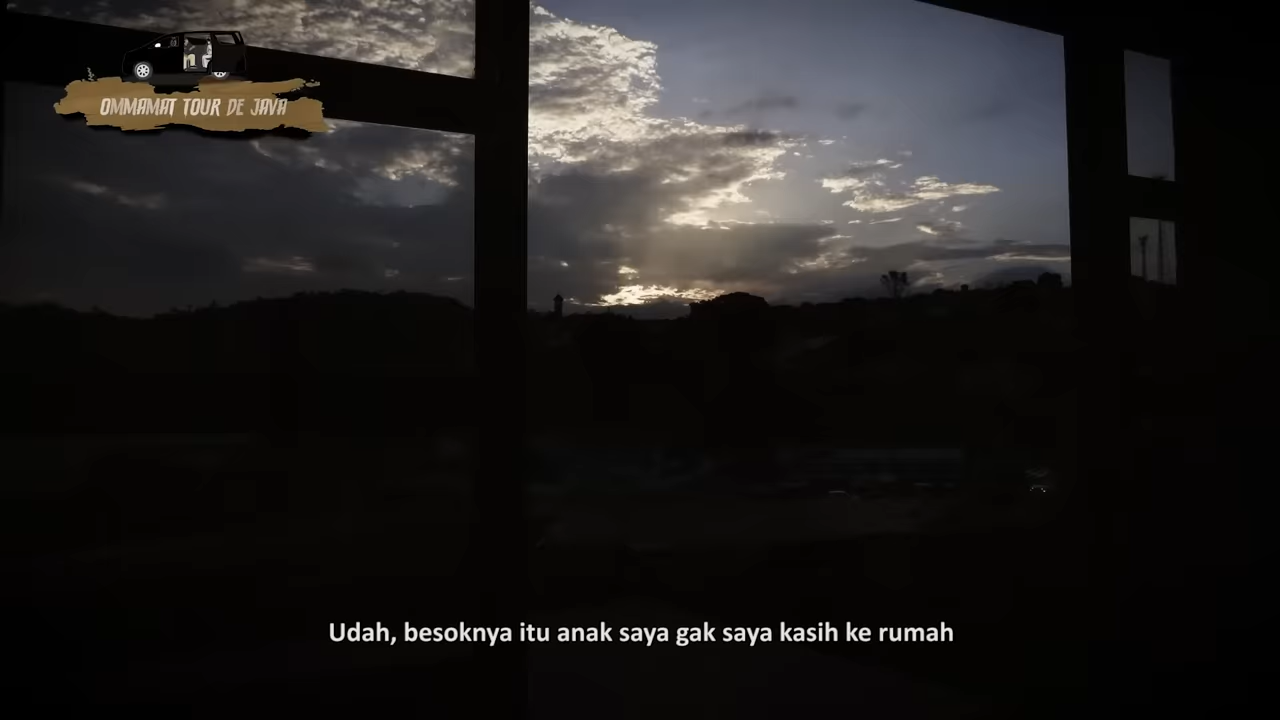 OMMAMAT TOUR DE JAVA
Udah, besoknya itu anak saya gak saya kasih ke rumah